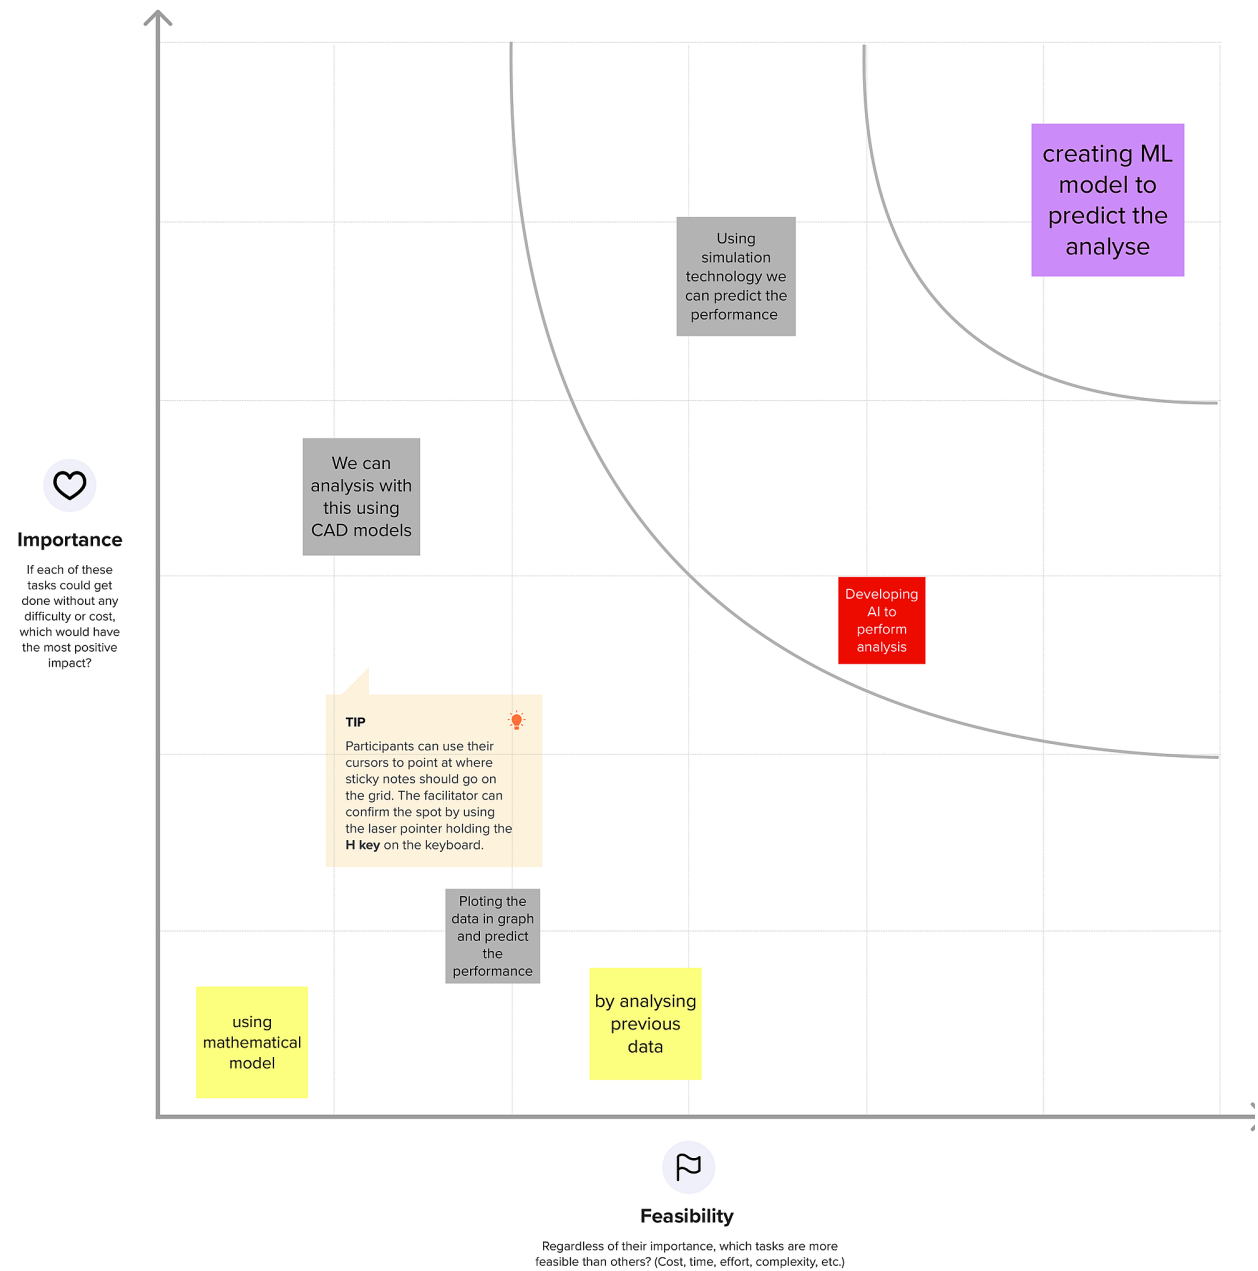 creating ML
model to
predict the
analyse
Using
simulation
technology we
can predict the
performance
We can
analysis with
this using
CAD models
Importance
If each of these
tasks could get
done without any
difficulty or cost,
which would have
the most positive
impact?
Developing
AI to
perform
analysis
TIP
Participants can use their
cursors to point at where
sticky notes should go on
the grid. The facilitator can
confirm the spot by using
the laser pointer holding the
H key on the keyboard.
Ploting the
data in graph
and predict
the
performance
using
mathematical
model
by analysing
previous
data
Feasibility
Regardless of their importance, which tasks are more
feasible than others? (Cost, time, effort, complexity, etc.)